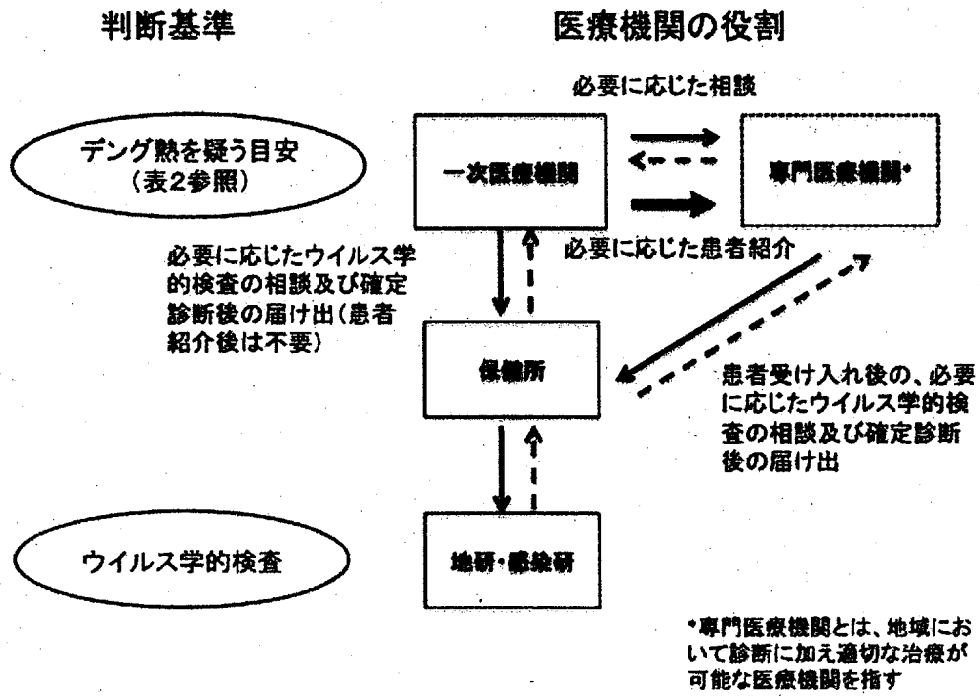 判断基準
医療機関の役割
必要に応じた相談
デング熱を疑う目安
(表2参照)
一次医療機関
専門医療機関*
必要に応じた患者紹介
必要に応じたウイルス学
的検査の相談及び確定
診断後の届け出(患者
紹介後は不要)
保健所
患者受け入れ後の、必要
に応じたウイルス学的検
査の相談及び確定診断
後の届け出
ウイルス学的検査
地研・感染研
*専門医療機関とは、地域にお
いて診断に加え適切な治療が
可能な医療機関を指す